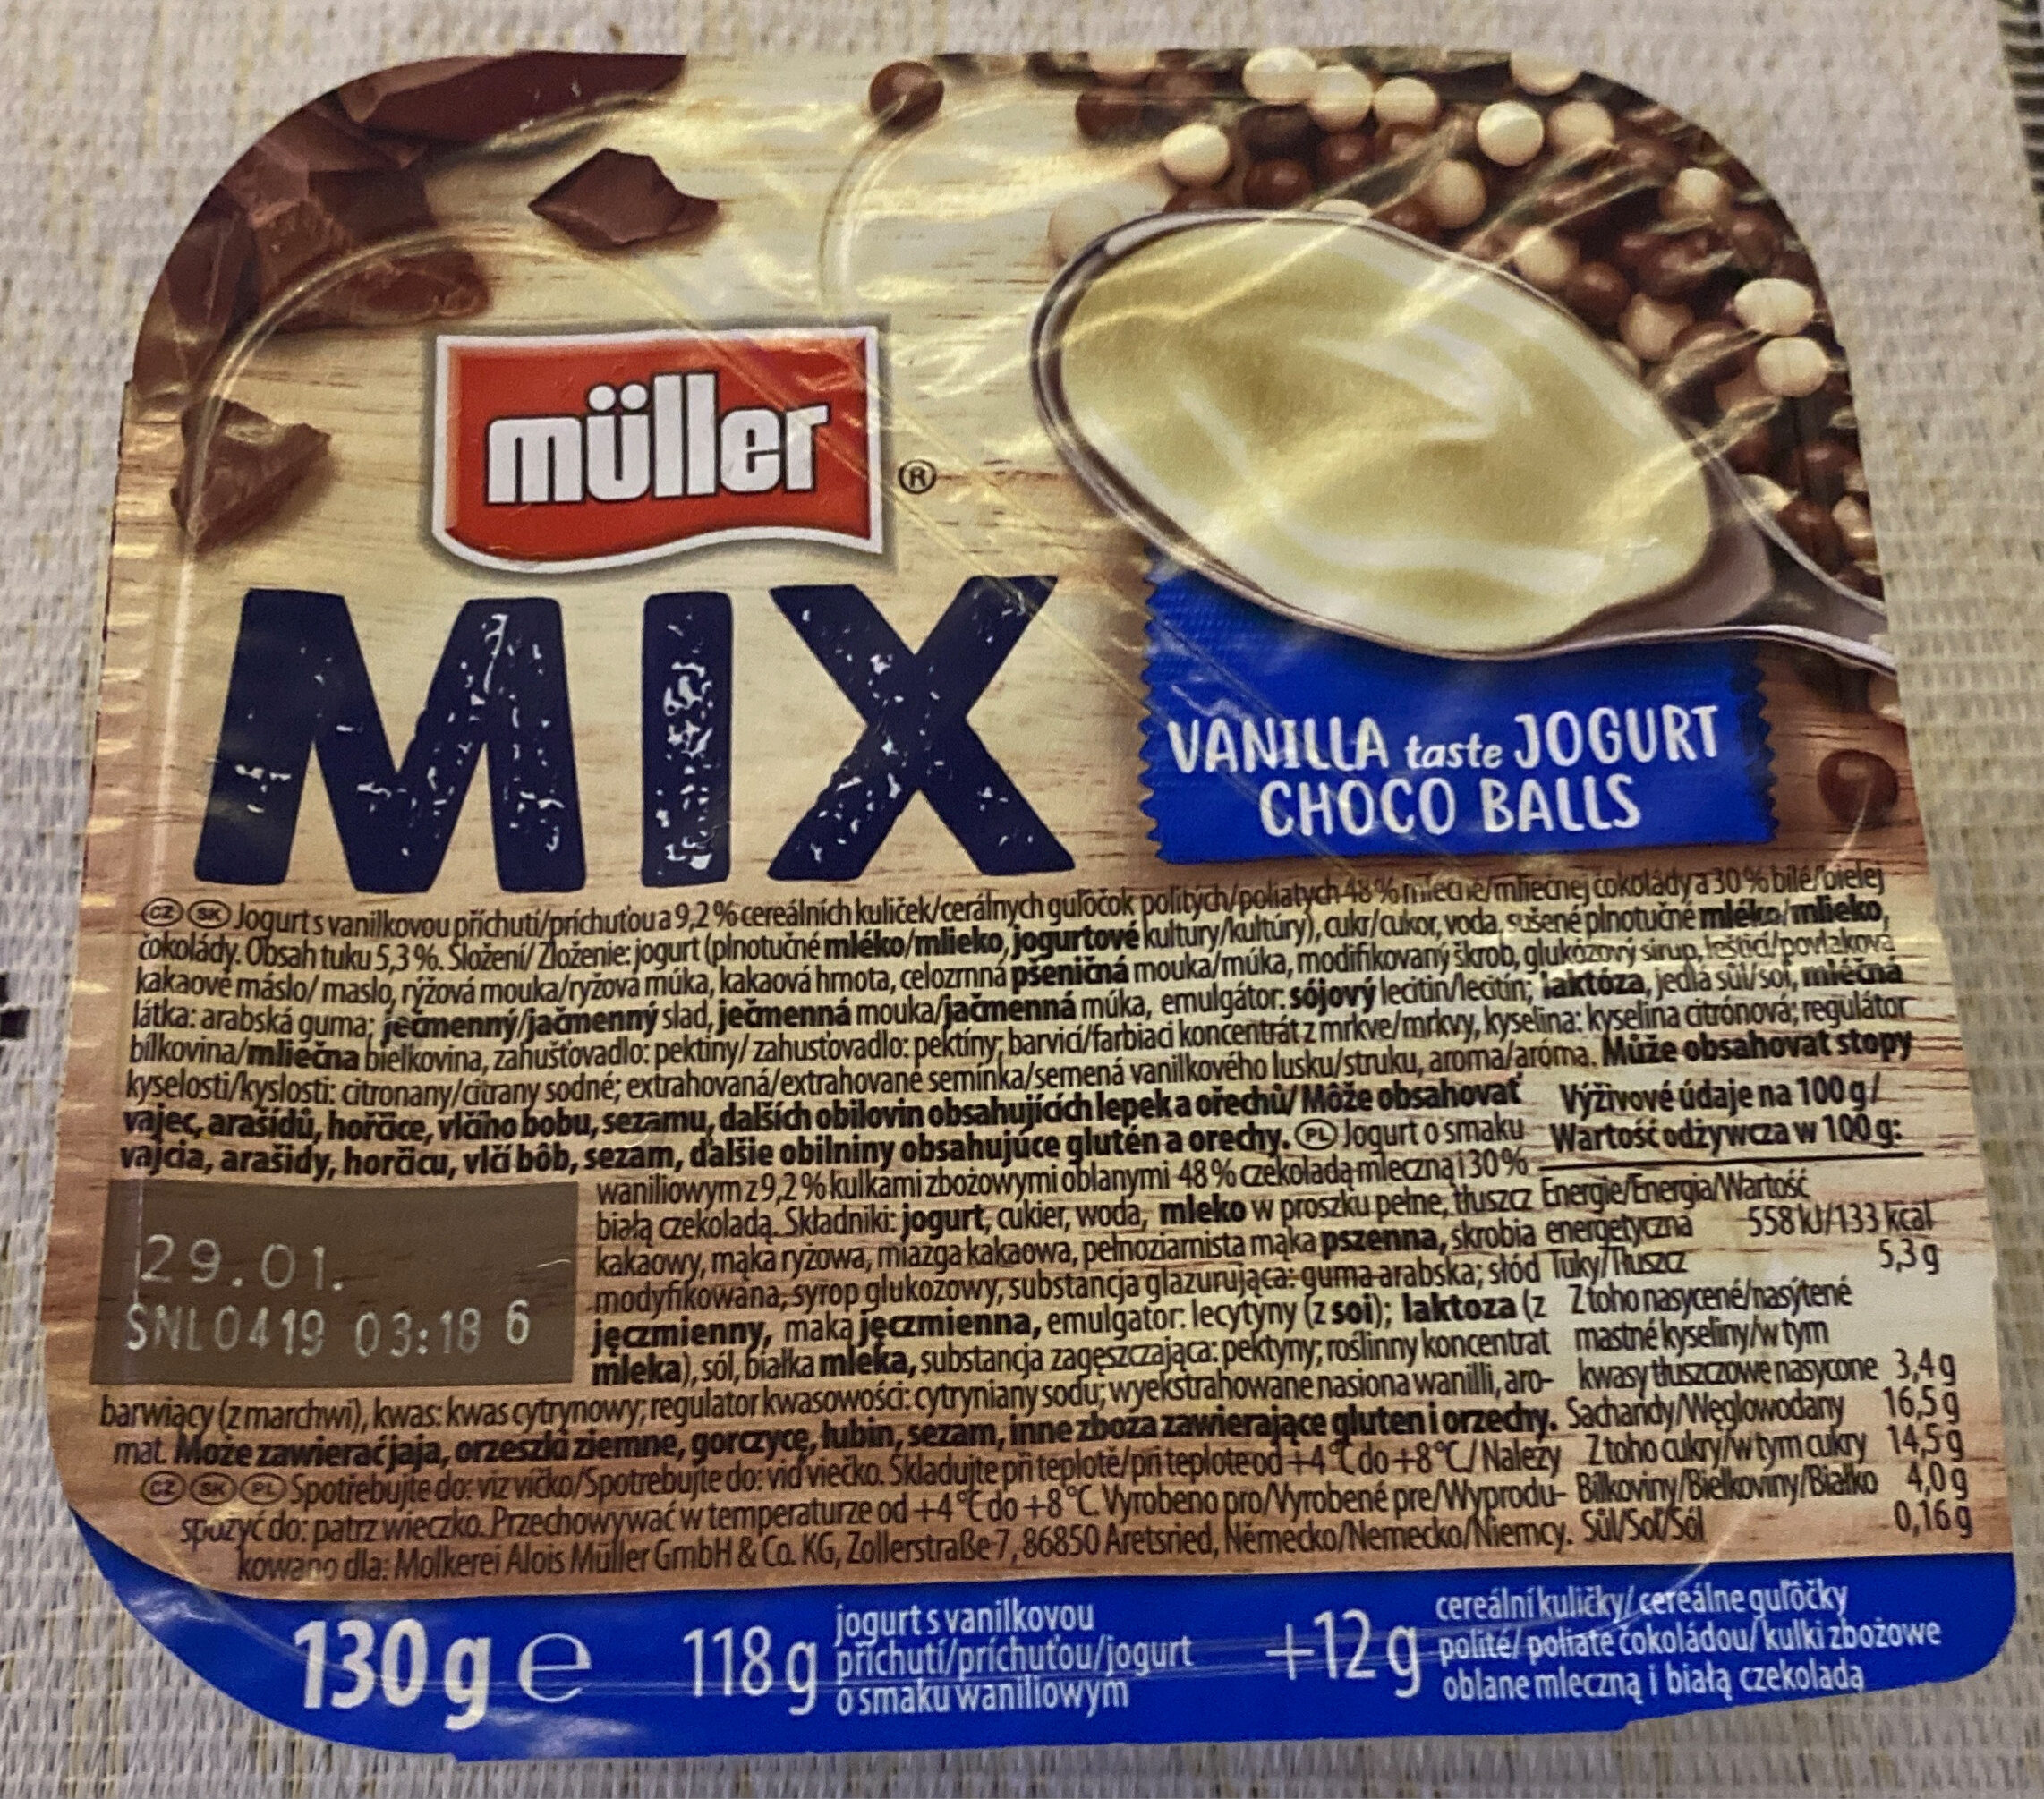 müller
®
MIX
VANILLA taste JOGURT
CHOCO BALLS
CZ SK Jogurt s vanilkovou příchutí/príchuťou a 9,2 % cereálních kuliček/cerálnych guľôčok politých/poliatych 48 % mléčné/mliečnej čokolády a 30 % bílé/bielej
čokolády. Obsah tuku 5,3 %. Složení/Zloženie: jogurt (plnotučné mléko/mlieko, jogurtové kultury/kultúry), cukr/cukor, voda, sušené plnotučné mléko/mlieko,
kakaové máslo/maslo, rýžová mouka/ryžová múka, kakaová hmota, celozrnná pšeničná mouka/múka, modifikovaný škrob, glukózový sirup, leštící/povlaková
látka: arabská guma; ječmenný/jačmenný slad, ječmenná mouka/jačmenná múka, emulgátor: sójový lecitin/lecitín; laktóza, jedlá sůl/soľ, mléčná
bílkovina/mliečna bielkovina, zahušťovadlo: pektiny/zahusťovadlo: pektíny; barvicí/farbiaci koncentrát z mrkve/mrkvy, kyselina: kyselina citrónová; regulátor
kyselosti/kyslosti: citronany/citrany sodné; extrahovaná/extrahované semínka/semená vanilkového lusku/struku, aroma/aróma. Může obsahovat stopy
vajec, arašídů, hořčice, vlčího bobu, sezamu, dalších obilovin obsahujících lepek a ořechů/Môže obsahovať
vajcia, arašidy, horčicu, vlčí bôb, sezam, ďalšie obilniny obsahujúce glutén a orechy. PL Jogurt o smaku
waniliowym z 9,2 % kulkami zbożowymi oblanymi 48 % czekoladą mleczną i 30 %
białą czekoladą. Składniki: jogurt, cukier, woda, mleko w proszku pełne, tłuszcz
kakaowy, mąka ryżowa, miazga kakaowa, pełnoziarnista mąka pszenna, skrobia
modyfikowana, syrop glukozowy, substancja glazurująca: guma arabska; słód
jęczmienny, mąka jęczmienna, emulgator: lecytyny (z soi); laktoza (z
mleka), sól, białka mleka, substancja zagęszczająca: pektyny; roślinny koncentrat
barwiący (z marchwi), kwas: kwas cytrynowy; regulator kwasowości: cytryniany sodu; wyekstrahowane nasiona wanilii, aro-
mat. Może zawierać jaja, orzeszki ziemne, gorczycę, łubin, sezam, inne zboża zawierające gluten i orzechy.
CZ SK PL Spotřebujte do: viz víčko/Spotrebujte do: viď viečko. Skladujte při teplotě/pri teplote od +4 °C do +8 °C/Należy
spożyć do: patrz wieczko. Przechowywać w temperaturze od +4 °C do +8 °C. Vyrobeno pro/Vyrobené pre/Wyprodu-
kowano dla: Molkerei Alois Müller GmbH & Co. KG, Zollerstraße 7, 86850 Aretsried, Německo/Nemecko/Niemcy.
Výživové údaje na 100 g/
Wartość odżywcza w 100 g:
Energie/Energia/Wartość
energetyczna 558 kJ/133 kcal
Tuky/Tłuszcz 5,3 g
Z toho nasycené/nasýtené
mastné kyseliny/w tym
kwasy tłuszczowe nasycone 3,4 g
Sacharidy/Węglowodany 16,5 g
Z toho cukry/w tym cukry 14,5 g
Bílkoviny/Bielkoviny/Białko 4,0 g
Sůl/Soľ/Sól 0,16 g
29.01.
SNL0419 03:18 6
130 g e
118 g jogurt s vanilkovou
příchutí/príchuťou/jogurt
o smaku waniliowym
+12 g cereální kuličky/cereálne guľôčky
polité/poliate čokoládou/kulki zbożowe
oblane mleczną i białą czekoladą